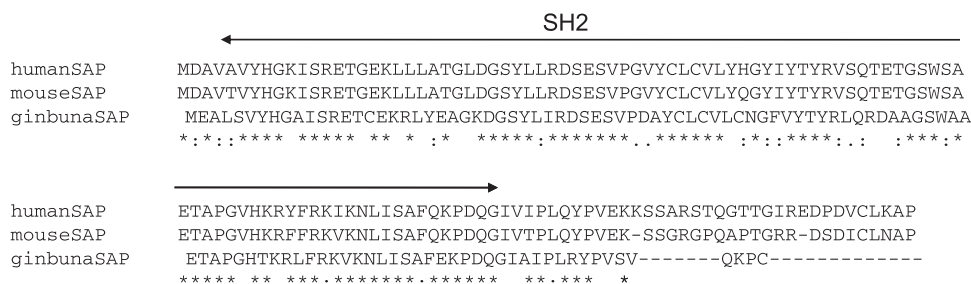 SH2
humanSAP MDAVAVYHGKISRETGEKLLLATGLDGSYLLRDSESVPGVYCLCVLYHGYIYTYRVSQTETGSWSA
mouseSAP MDAVTVYHGKISRETGEKLLLATGLDGSYLLRDSESVPGVYCLCVLYQGYIYTYRVSQTETGSWSA
ginbunaSAP MEALSVYHGAISRETCEKRLYEAGKDGSYLIRDSESVPDAYCLCVLCNGFVYTYRLQRDAAGSWAA
*:*::**** ***** ** * :* *****:*******..****** :*::****:.: :***:*
humanSAP ETAPGVHKRYFRKIKNLISAFQKPDQGIVIPLQYPVEKKSSARSTQGTTGIREDPDVCLKAP
mouseSAP ETAPGVHKRFFRKVKNLISAFQKPDQGIVTPLQYPVEK-SSGRGPQAPTGRR-DSDICLNAP
ginbunaSAP ETAPGHTKRLFRKVKNLISAFEKPDQGIAIPLRYPVSV-------QKPC-------------
***** ** ***:*******:******. **:***. *